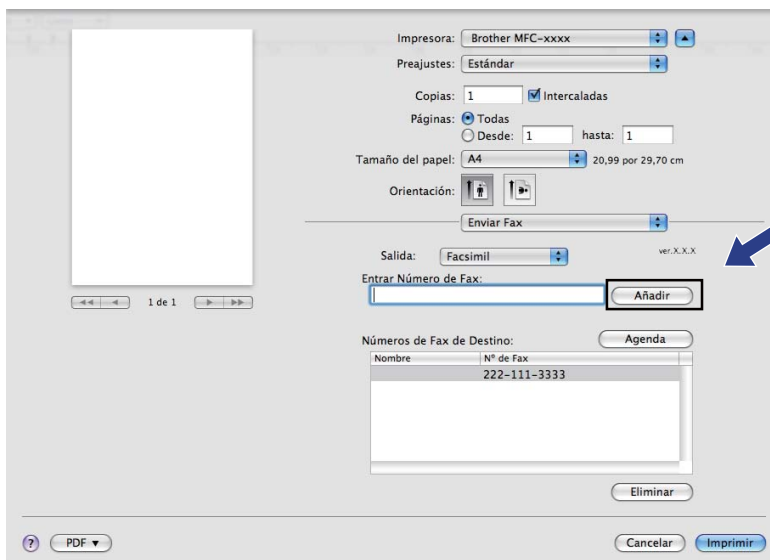 Impresora: Brother MFC-xxxx
Preajustes: Estándar
Copias: 1 Intercaladas
Páginas: Todas
Desde: 1 hasta: 1
Tamaño del papel: A4 20,99 por 29,70 cm
Orientación:
Enviar Fax
Salida: Facsimil ver.X.X.X
Entrar Número de Fax:
Añadir
1 de 1
Números de Fax de Destino: Agenda
Nombre Nº de Fax
222-111-3333
Eliminar
? PDF Cancelar Imprimir